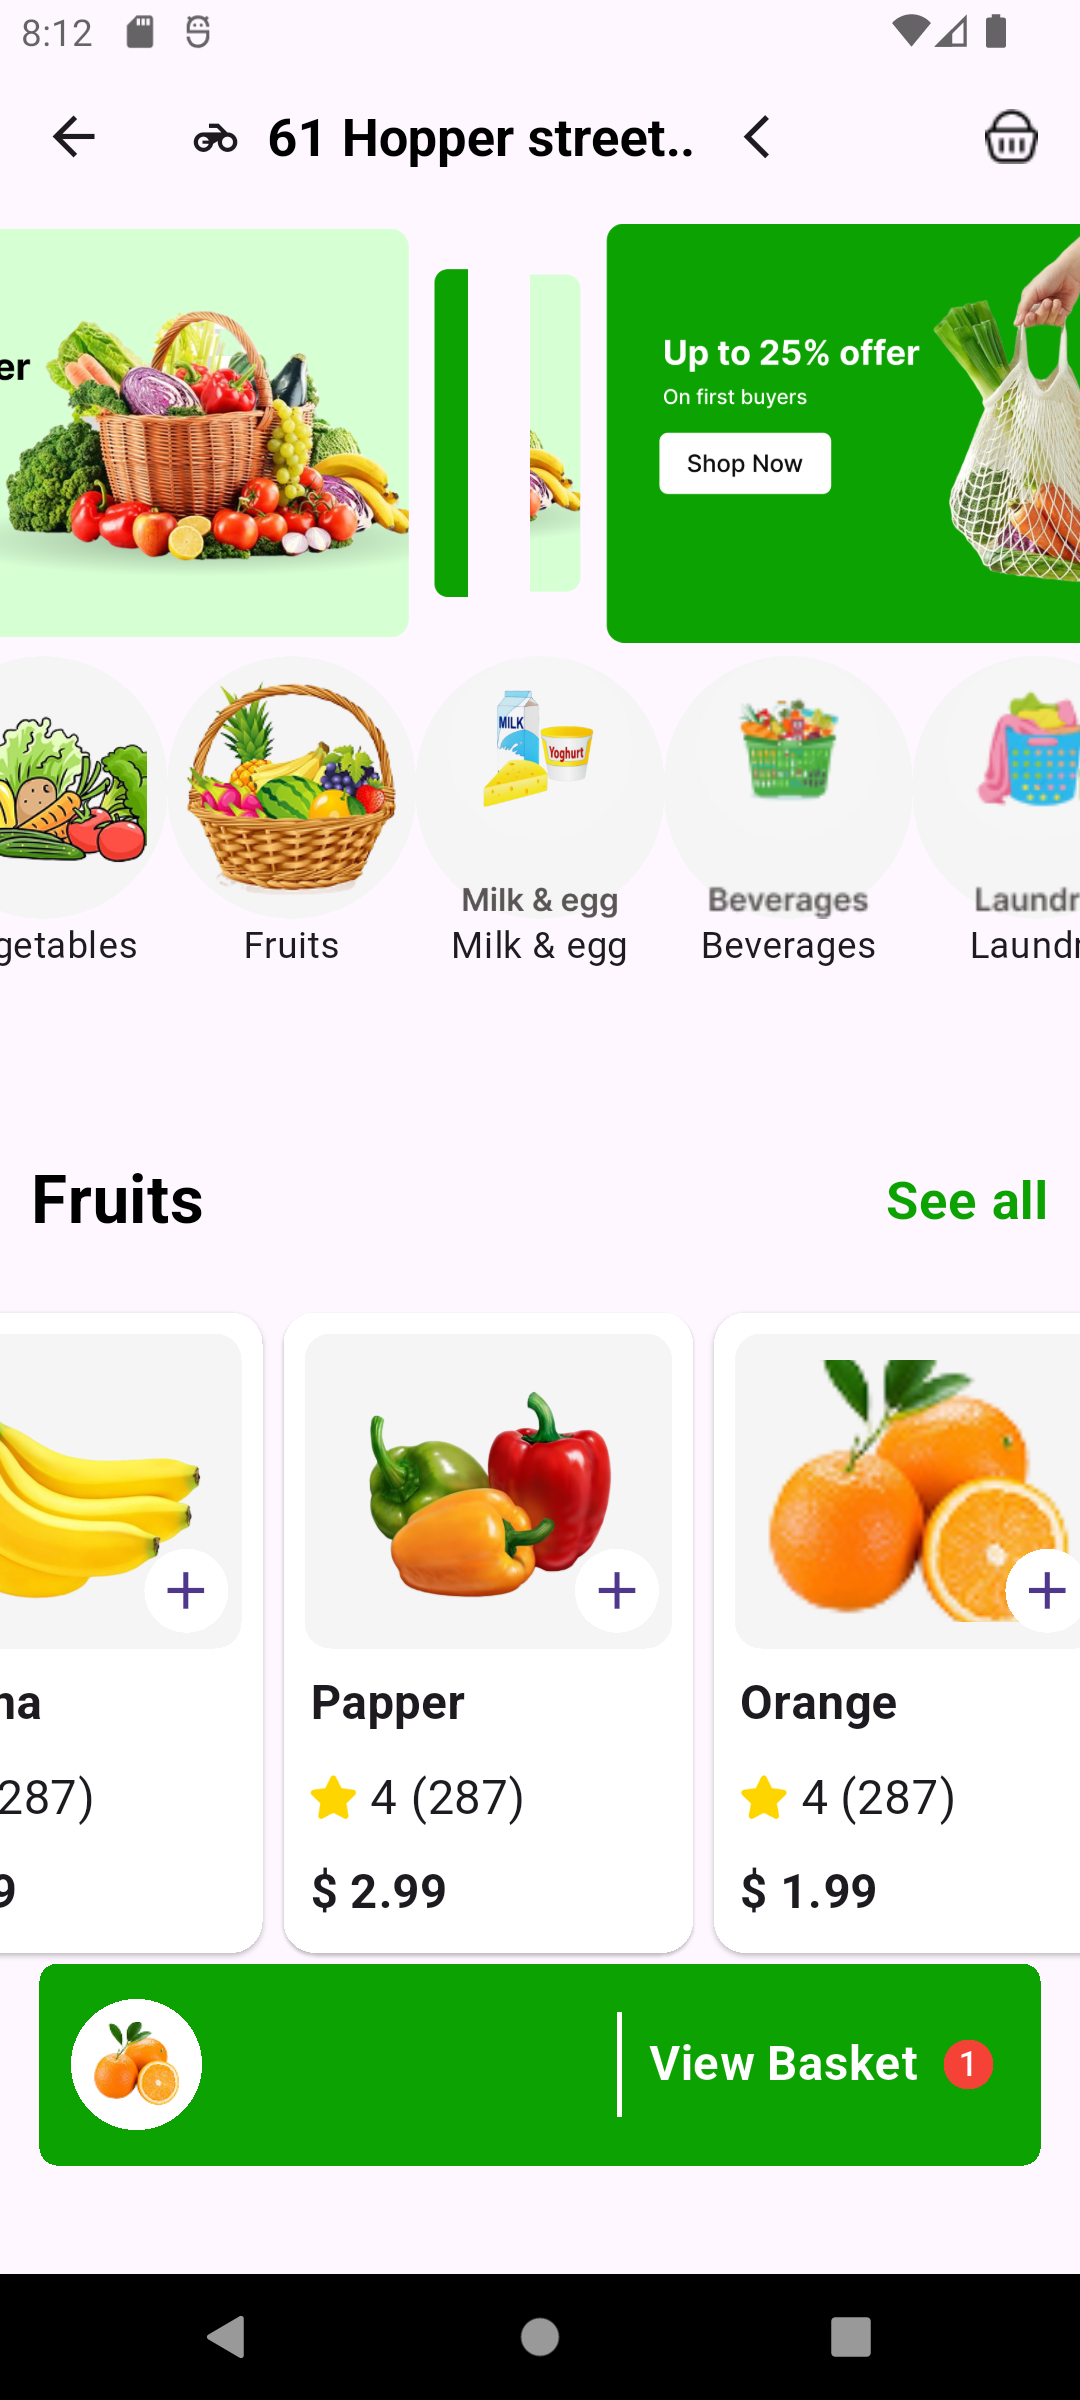 8:12
61 Hopper street..
er
Up to 25% offer
On first buyers
Shop Now
MILK
Yoghurt
Milk & egg
Beverages
Laundr
getables
Fruits
Milk & egg
Beverages
Laundr
Fruits
See all
na
Papper
Orange
287)
4 (287)
4 (287)
9
$ 2.99
$ 1.99
View Basket
1